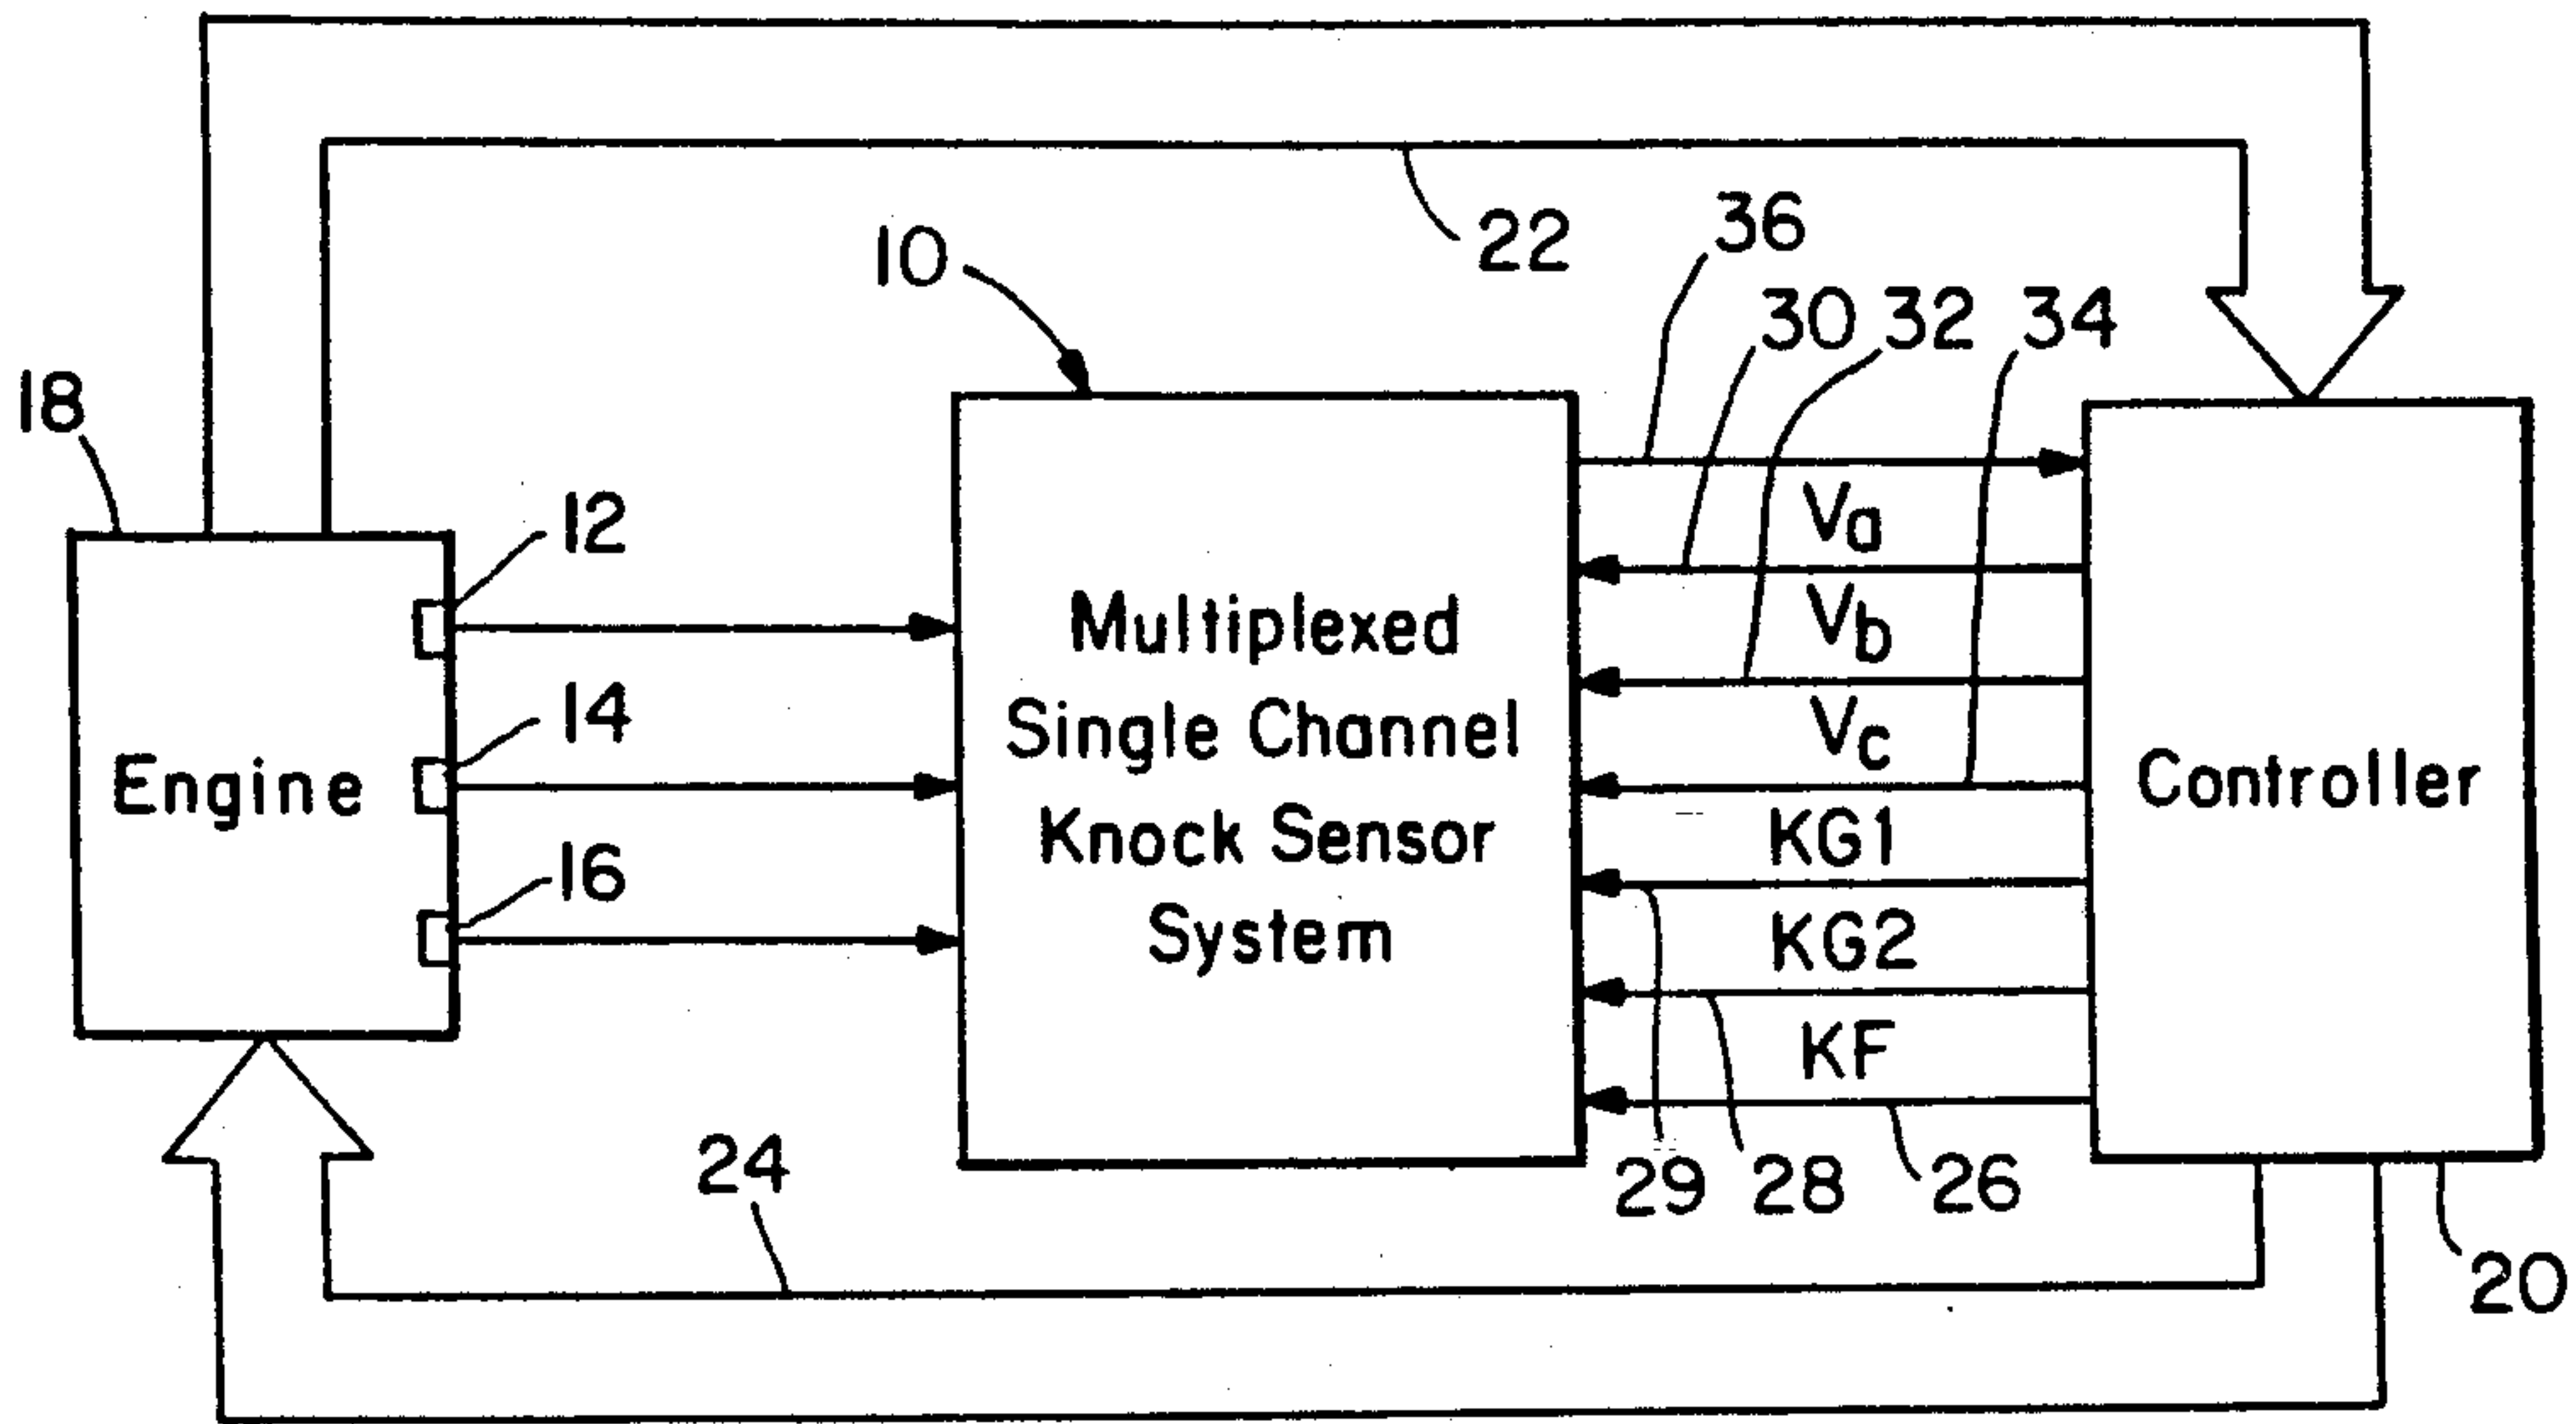 22
36
10
30
32
34
18
12
14
16
Engine
Multiplexed
Single Channel
Knock Sensor
System
Va
Vb
Vc
KG1
KG2
KF
Controller
24
29
28
26
20